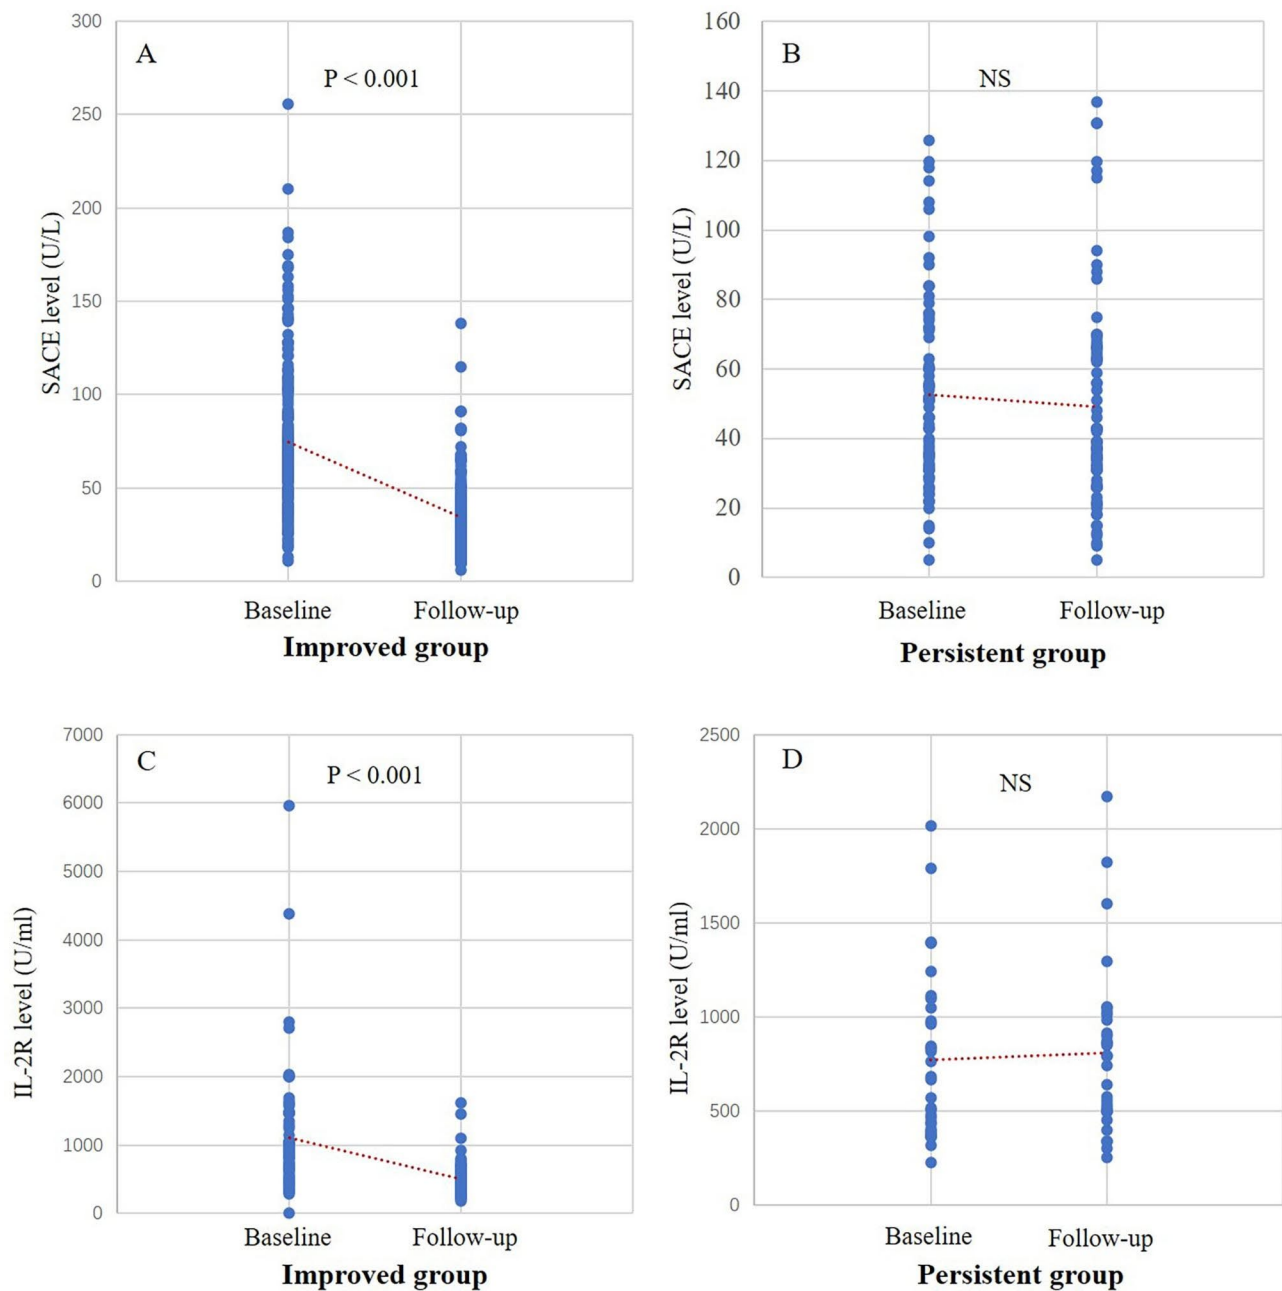 A
P < 0.001
300
250
200
150
100
50
0
SACE level (U/L)
Baseline
Follow-up
Improved group
B
NS
160
140
120
100
80
60
40
20
0
SACE level (U/L)
Baseline
Follow-up
Persistent group
C
P < 0.001
7000
6000
5000
4000
3000
2000
1000
0
IL-2R level (U/ml)
Baseline
Follow-up
Improved group
D
NS
2500
2000
1500
1000
500
0
IL-2R level (U/ml)
Baseline
Follow-up
Persistent group